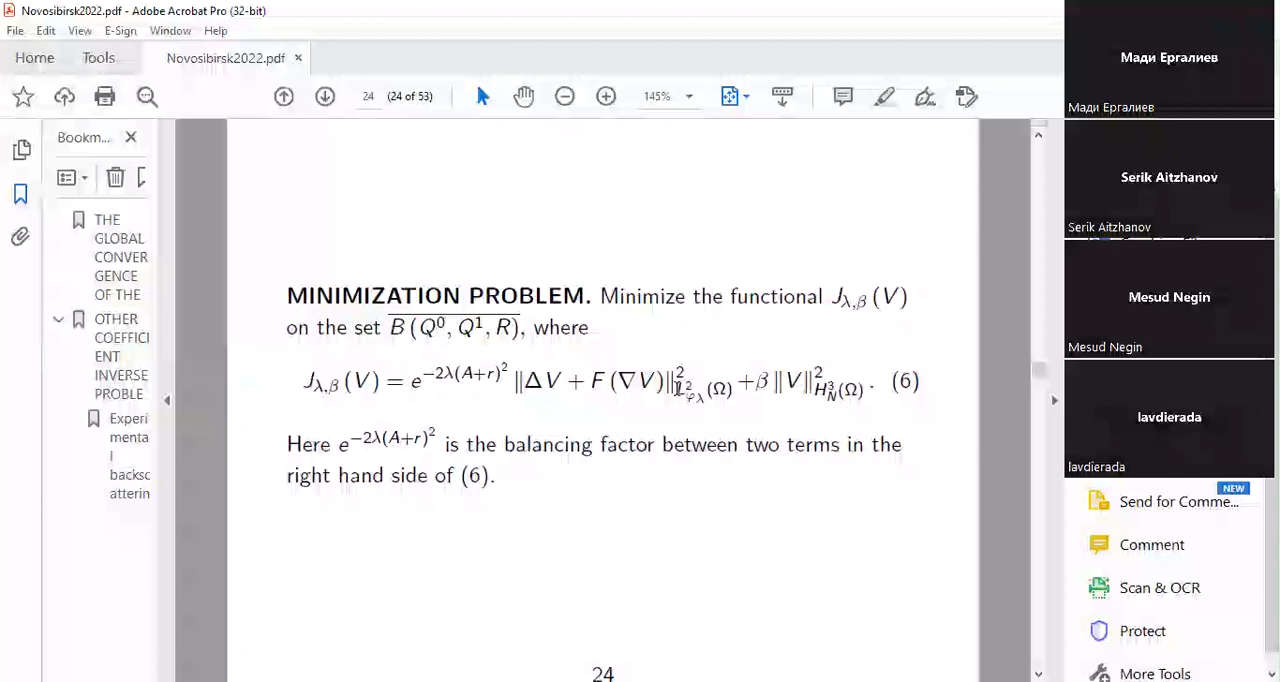 Novosibirsk2022.pdf - Adobe Acrobat Pro (32-bit)
File Edit View E-Sign Window Help
Home Tools Novosibirsk2022.pdf ×
24 (24 of 53) 145%
Bookm...
THE
GLOBAL
CONVER
GENCE
OF THE
OTHER
COEFFICI
ENT
INVERSE
PROBLE
Experi
menta
l
backsc
atterin
MINIMIZATION PROBLEM. Minimize the functional J_{λ,β}(V)
on the set \overline{B(Q^0, Q^1, R)}, where
J_{λ,β}(V) = e^{-2λ(A+r)^2} ‖ΔV + F(∇V)‖^2_{L^2_{φ_λ}(Ω)} + β ‖V‖^2_{H^3_N(Ω)}. (6)
Here e^{-2λ(A+r)^2} is the balancing factor between two terms in the
right hand side of (6).
24
Мади Ергалиев
Мади Ергалиев
Serik Aitzhanov
Serik Aitzhanov
Mesud Negin
Mesud Negin
lavdierada
lavdierada
NEW
Send for Comme...
Comment
Scan & OCR
Protect
More Tools